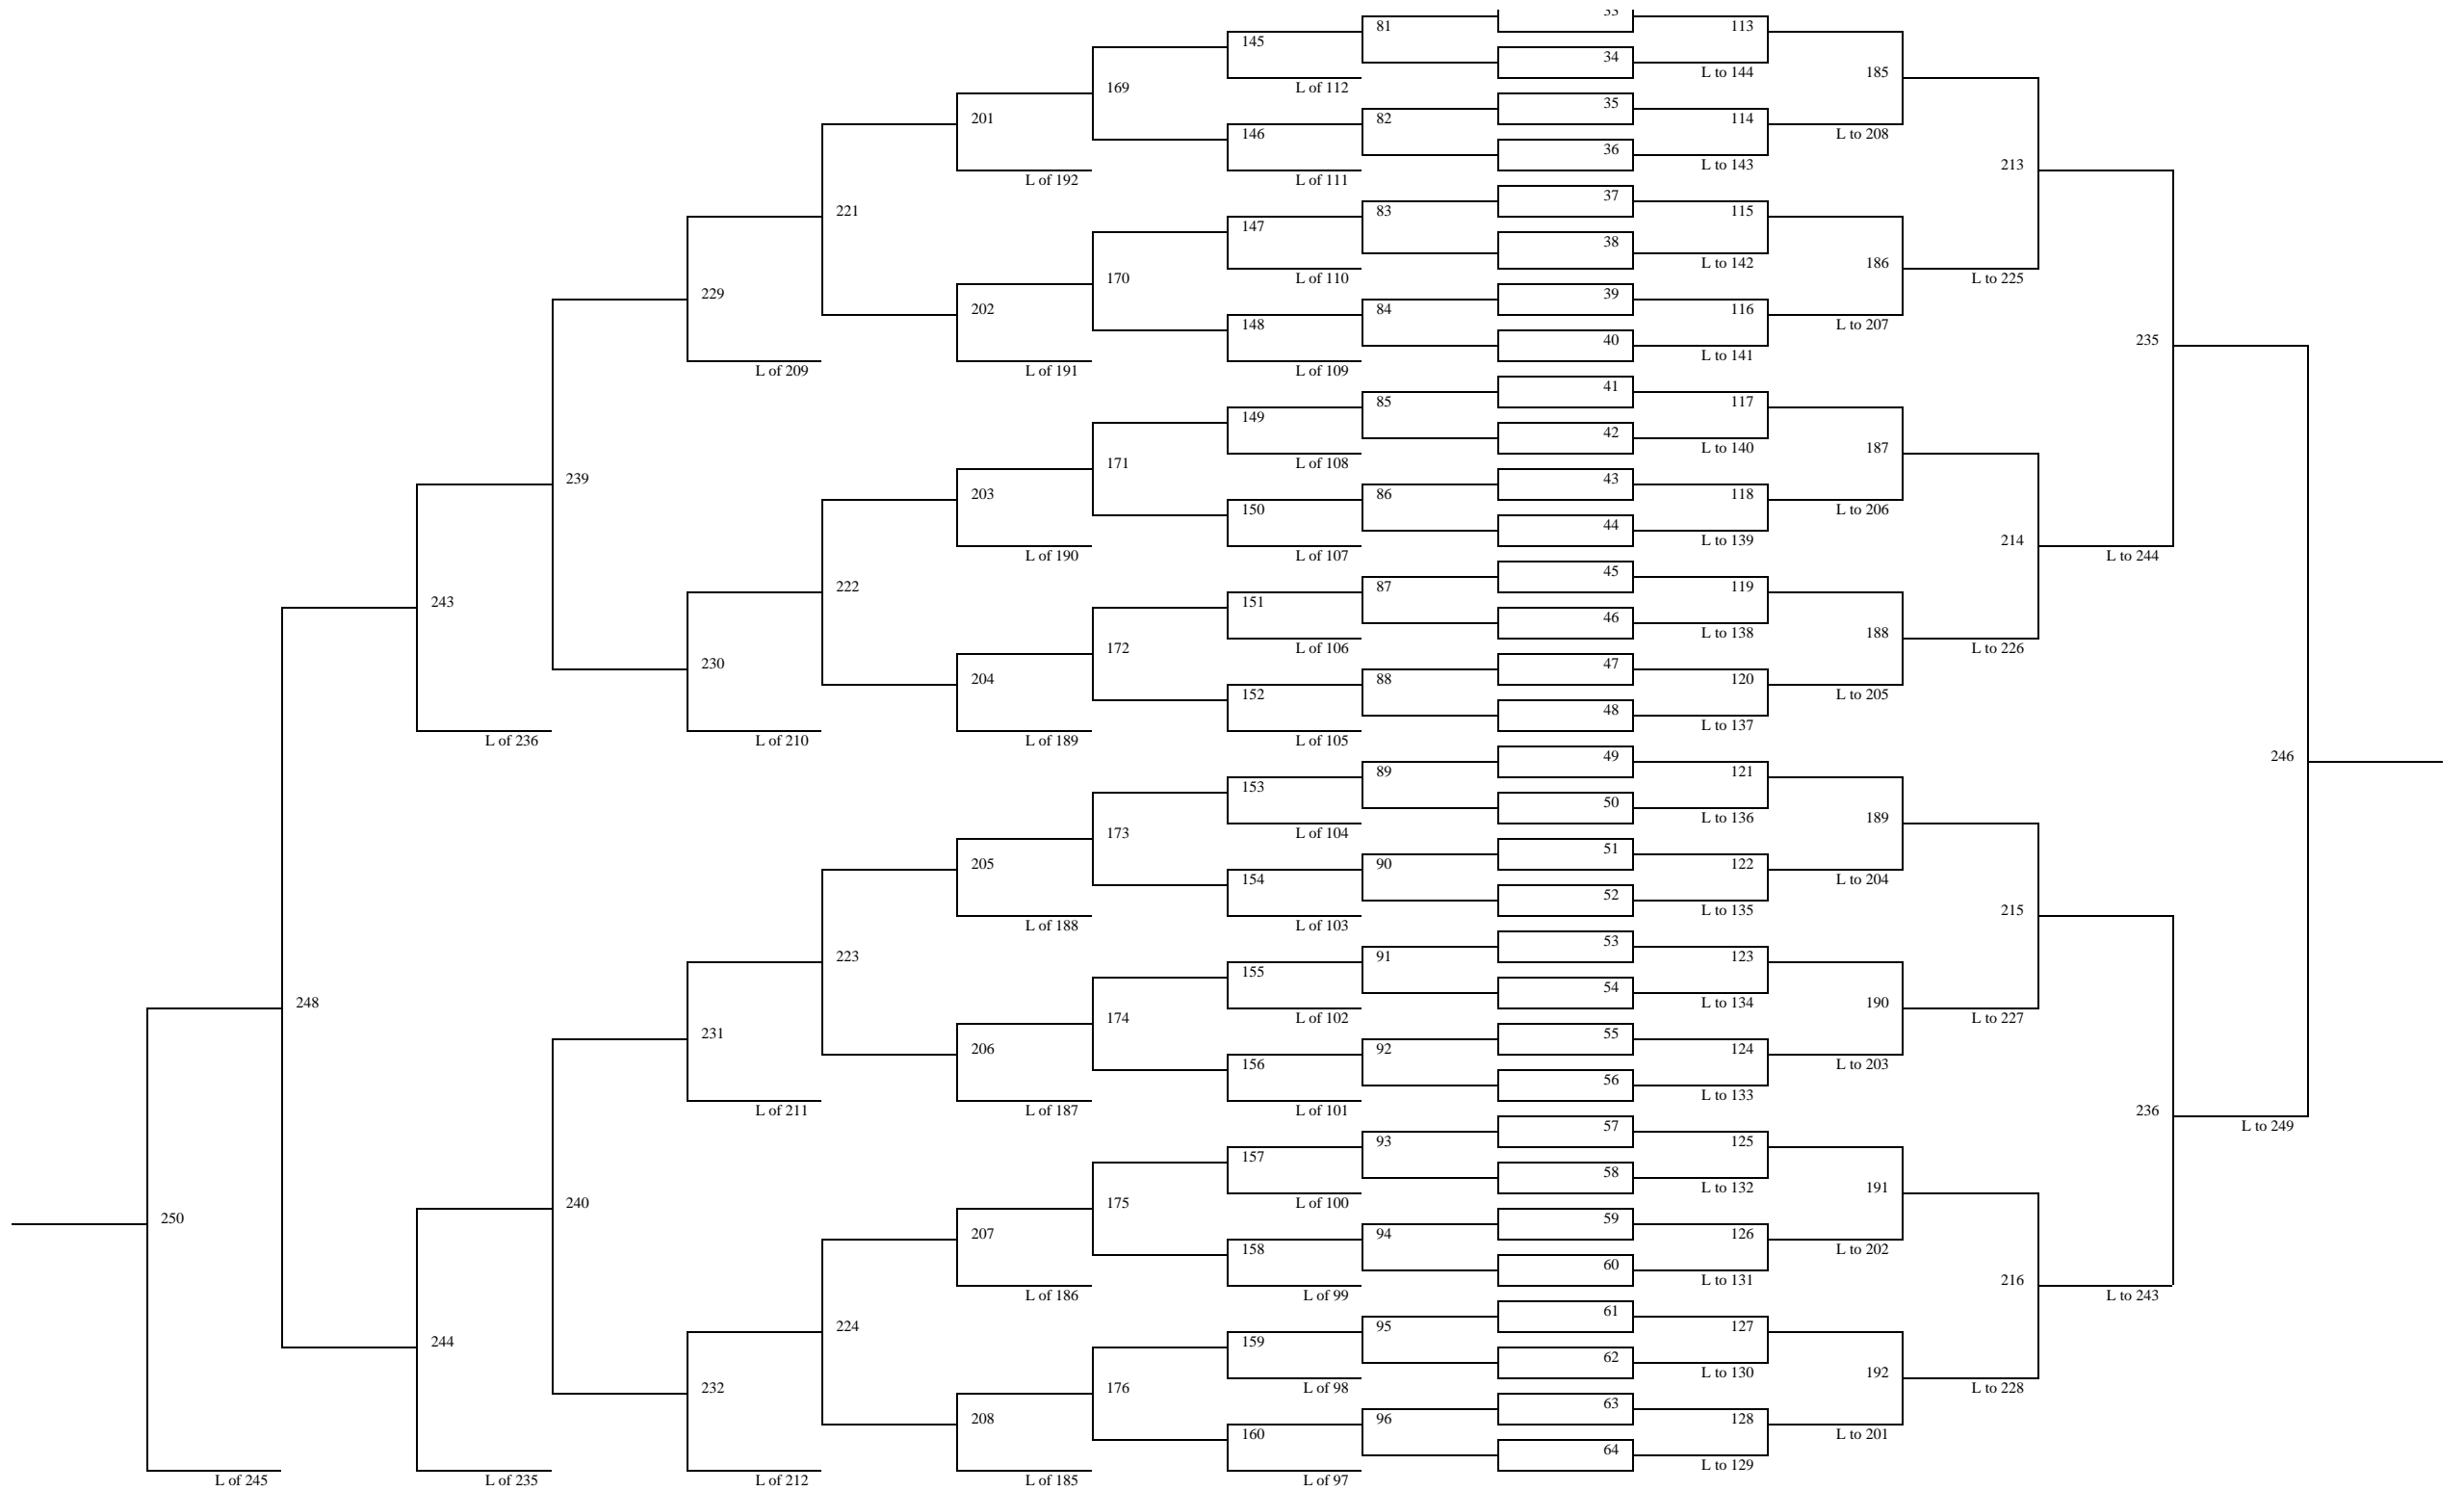 33
81 113
145
34
L to 144
185
L of 112
169
35
201 82 114
146 L to 208
36
L to 143
213
L of 192 L of 111
37
221 83 115
147
38
L to 142 186
170 L of 110 L to 225
229 39
202 84 116
148 L to 207
40 235
L to 141
L of 209 L of 191 L of 109
41
85 117
149
42
L to 140 187
171 L of 108
239 43
203 86 118
150 L to 206
44
L to 139 214
L of 190 L of 107 L to 244
45
222 87 119
243 151
46
L to 138 188
172 L of 106 L to 226
230 47
204 88 120
152 L to 205
48
L to 137
L of 236 L of 210 L of 189 L of 105
49 246
89 121
153
50
L to 136 189
173 L of 104
51
205 90 122
154 L to 204
52
L to 135 215
L of 188 L of 103
53
223 91 123
155
54
248 L to 134 190
174 L of 102 L to 227
231 55
206 92 124
156 L to 203
56
L to 133
L of 211 L of 187 L of 101 236
57 L to 249
93 125
157
58
L to 132 191
240 175 L of 100
250 59
207 94 126
158 L to 202
60
L to 131 216
L of 186 L of 99 L to 243
61
224 95 127
244 159
62
L to 130 192
232 176 L of 98 L to 228
63
208 96 128
160 L to 201
64
L to 129
L of 245 L of 235 L of 212 L of 185 L of 97